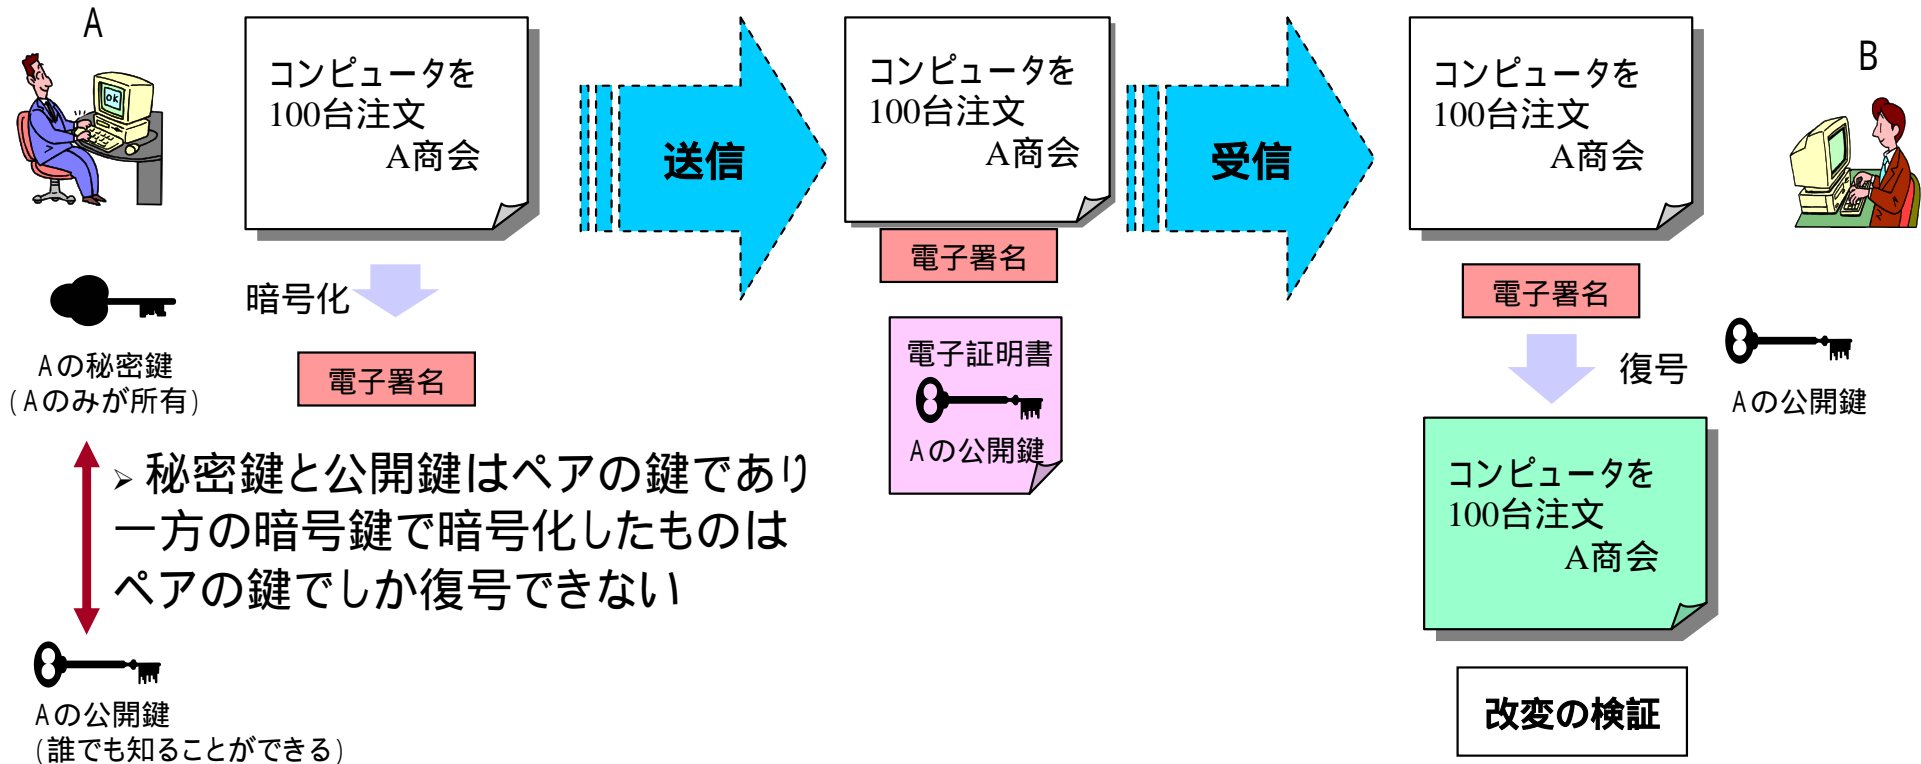 A
コンピュータを
100台注文
A商会
OK
送信
コンピュータを
100台注文
A商会
受信
コンピュータを
100台注文
A商会
B
暗号化
電子署名
Aの秘密鍵
(Aのみが所有)
電子署名
電子証明書
Aの公開鍵
電子署名
復号
Aの公開鍵
➢ 秘密鍵と公開鍵はペアの鍵であり
一方の暗号鍵で暗号化したものは
ペアの鍵でしか復号できない
コンピュータを
100台注文
A商会
Aの公開鍵
(誰でも知ることができる)
改変の検証